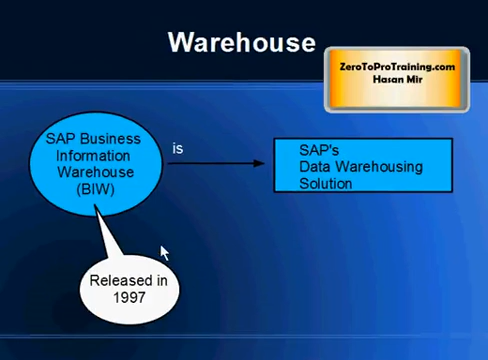 Warehouse
ZeroToProTraining.com
Hasan Mir
SAP Business
Information
Warehouse
(BIW)
is
SAP's
Data Warehousing
Solution
Released in
1997